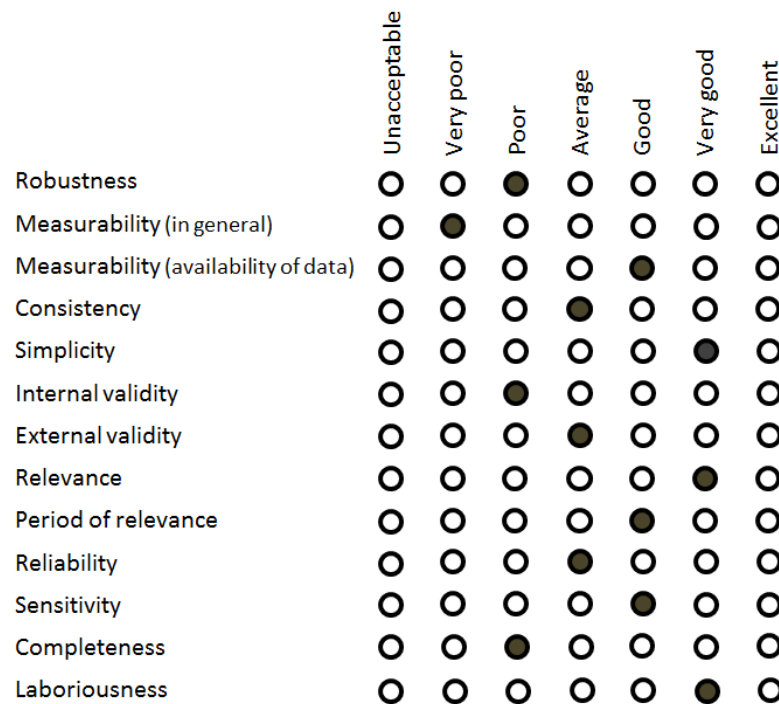 Unacceptable
Very poor
Poor
Average
Good
Very good
Excellent
Robustness
Measurability (in general)
Measurability (availability of data)
Consistency
Simplicity
Internal validity
External validity
Relevance
Period of relevance
Reliability
Sensitivity
Completeness
Laboriousness